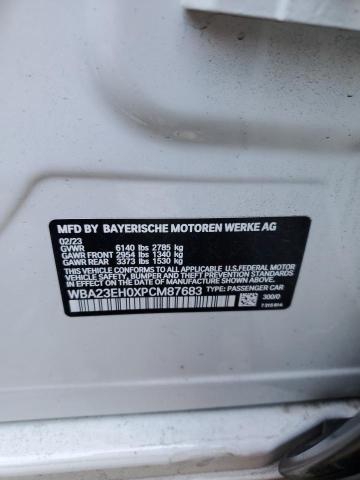 MFD BY BAYERISCHE MOTOREN WERKE AG
02/23
GVWR 6140 lbs 2785 kg
GAWR FRONT 2954 lbs 1340 kg
GAWR REAR 3373 lbs 1530 kg
THIS VEHICLE CONFORMS TO ALL APPLICABLE U.S. FEDERAL MOTOR
VEHICLE SAFETY, BUMPER, AND THEFT PREVENTION STANDARDS IN
EFFECT ON THE DATE OF MANUFACTURE SHOWN ABOVE.
WBA23EH0XPCM87683 TYPE: PASSENGER CAR
300/0